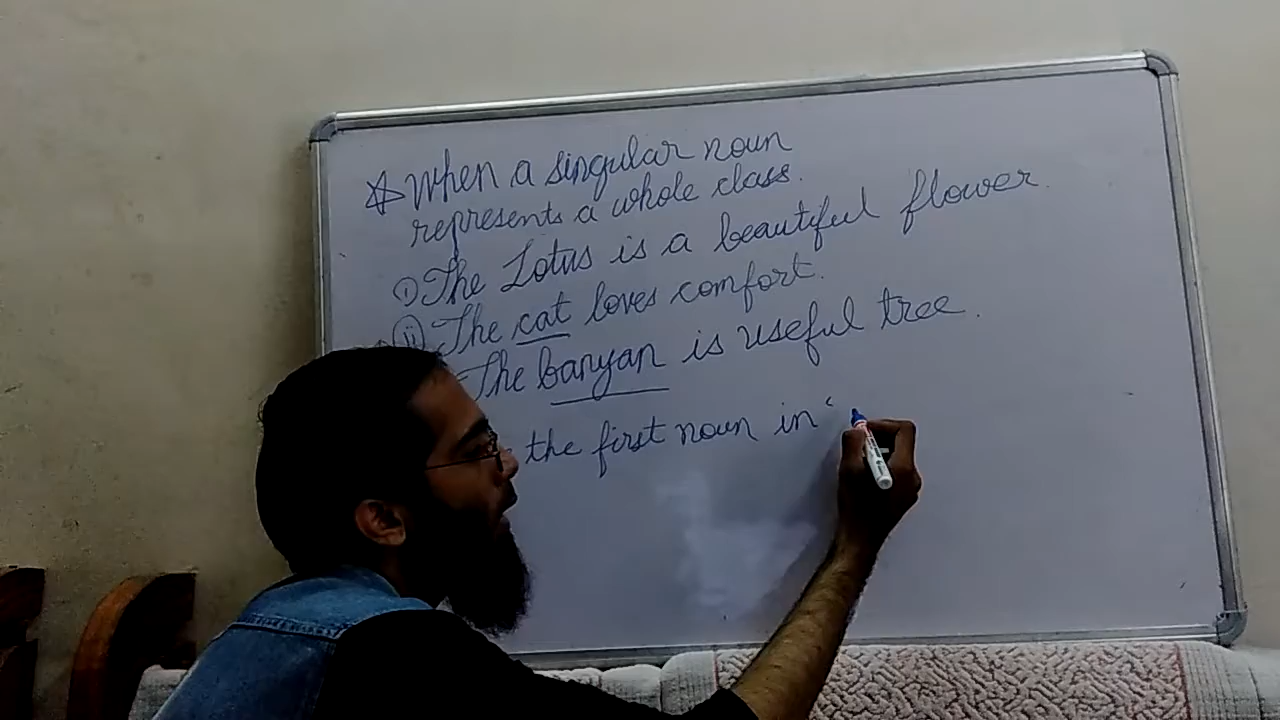 ☆ When a singular noun
represents a whole class.
i The Lotus is a beautiful flower.
ii The cat loves comfort.
The banyan is useful tree.
the first noun in "